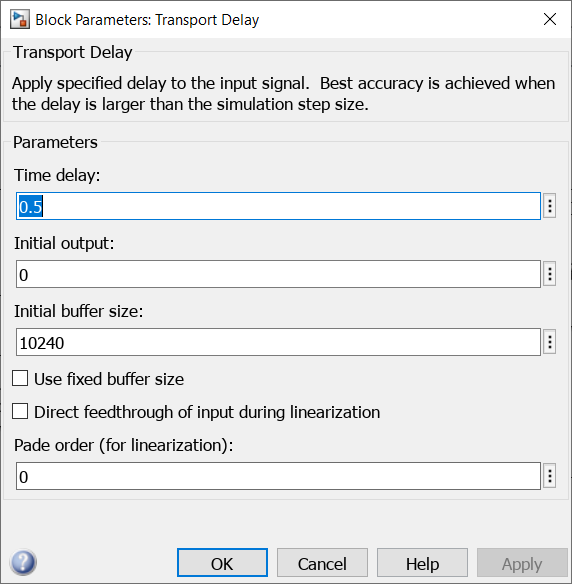 Block Parameters: Transport Delay
Transport Delay
Apply specified delay to the input signal.  Best accuracy is achieved when
the delay is larger than the simulation step size.
Parameters
Time delay:
0.5
Initial output:
0
Initial buffer size:
10240
Use fixed buffer size
Direct feedthrough of input during linearization
Pade order (for linearization):
0
?
OK Cancel Help Apply